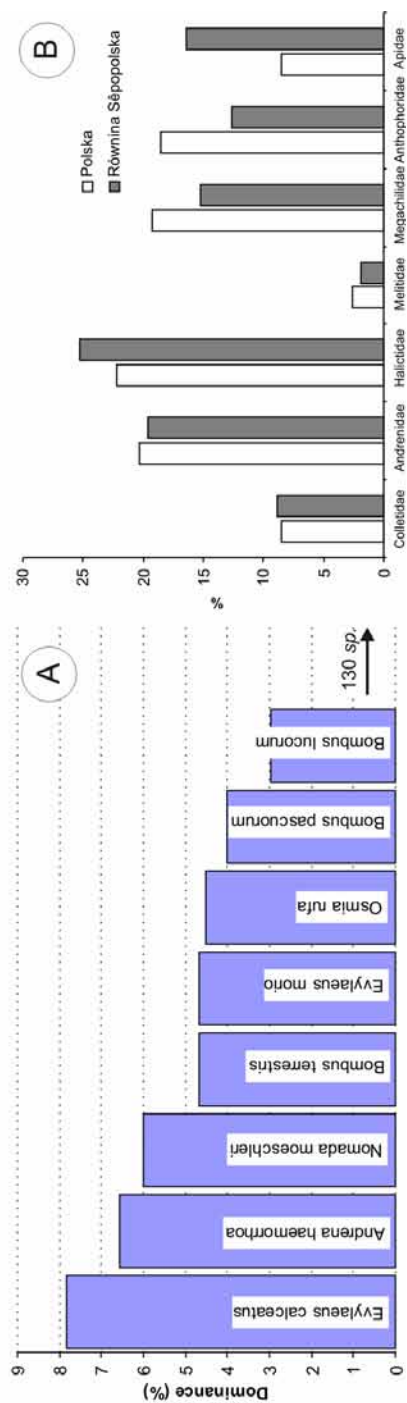 A
Dominance (%)
9
8
7
6
5
4
3
2
1
0
Evylaeus calceatus
Andrena haemorrhoa
Nomada moeschleri
Bombus terrestris
Evylaeus morio
Osmia rufa
Bombus pascuorum
Bombus lucorum
130 sp.
B
%
30
25
20
15
10
5
0
Polska
Równina Sêpopolska
Colletidae
Andrenidae
Halictidae
Melitidae
Megachilidae
Anthophoridae
Apidae